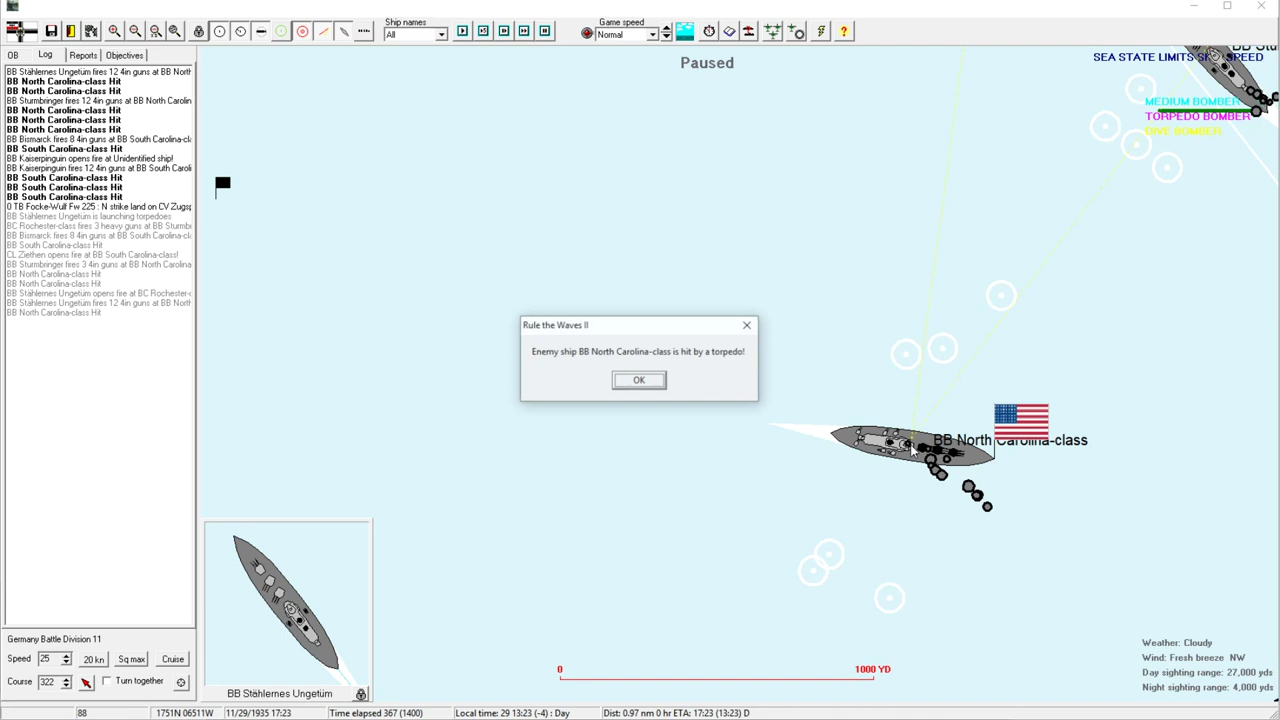 Ship names
Game speed
All
Normal
OB Log Reports Objectives
BB Stählernes Ungetüm fires 12 4in guns at BB North
BB North Carolina-class Hit
BB North Carolina-class Hit
BB Sturmbringer fires 12 4in guns at BB North Carolin
BB North Carolina-class Hit
BB North Carolina-class Hit
BB North Carolina-class Hit
BB Bismarck fires 8 4in guns at BB South Carolina-cl
BB South Carolina-class Hit
BB Kaiserpinguin opens fire at Unidentified ship!
BB Kaiserpinguin fires 12 4in guns at BB South Caroli
BB South Carolina-class Hit
BB South Carolina-class Hit
BB South Carolina-class Hit
0 TB Focke-Wulf Fw 225 : N strike land on CV Zugsp
BB Stählernes Ungetüm is launching torpedoes
BC Rochester-class fires 3 heavy guns at BB Sturmb
BB Bismarck fires 8 4in guns at BB South Carolina-cl
BB South Carolina-class Hit
CL Ziethen opens fire at BB South Carolina-class!
BB Sturmbringer fires 3 4in guns at BB North Carolina
BB North Carolina-class Hit
BB North Carolina-class Hit
BB Stählernes Ungetüm opens fire at BC Rochester-
BB Stählernes Ungetüm fires 12 4in guns at BB North
BB North Carolina-class Hit
Paused
SEA STATE LIMITS SHIP SPEED
MEDIUM BOMBER
TORPEDO BOMBER
DIVE BOMBER
Rule the Waves II
Enemy ship BB North Carolina-class is hit by a torpedo!
OK
BB North Carolina-class
Germany Battle Division 11
Speed 25 20 kn Sq max Cruise
Course 322 Turn together
BB Stählernes Ungetüm
0 1000 YD
Weather: Cloudy
Wind: Fresh breeze NW
Day sighting range: 27,000 yds
Night sighting range: 4,000 yds
88 1751N 06511W 11/29/1935 17:23 Time elapsed 367 (1400) Local time: 29 13:23 (-4) : Day Dist: 0.97 nm 0 hr ETA: 17:23 (13:23) D